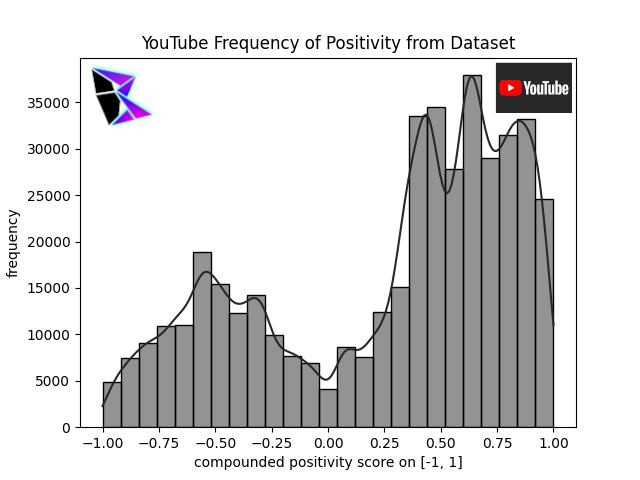 YouTube Frequency of Positivity from Dataset
YouTube
35000
30000
25000
20000
15000
10000
5000
0
frequency
−1.00 −0.75 −0.50 −0.25 0.00 0.25 0.50 0.75 1.00
compounded positivity score on [-1, 1]